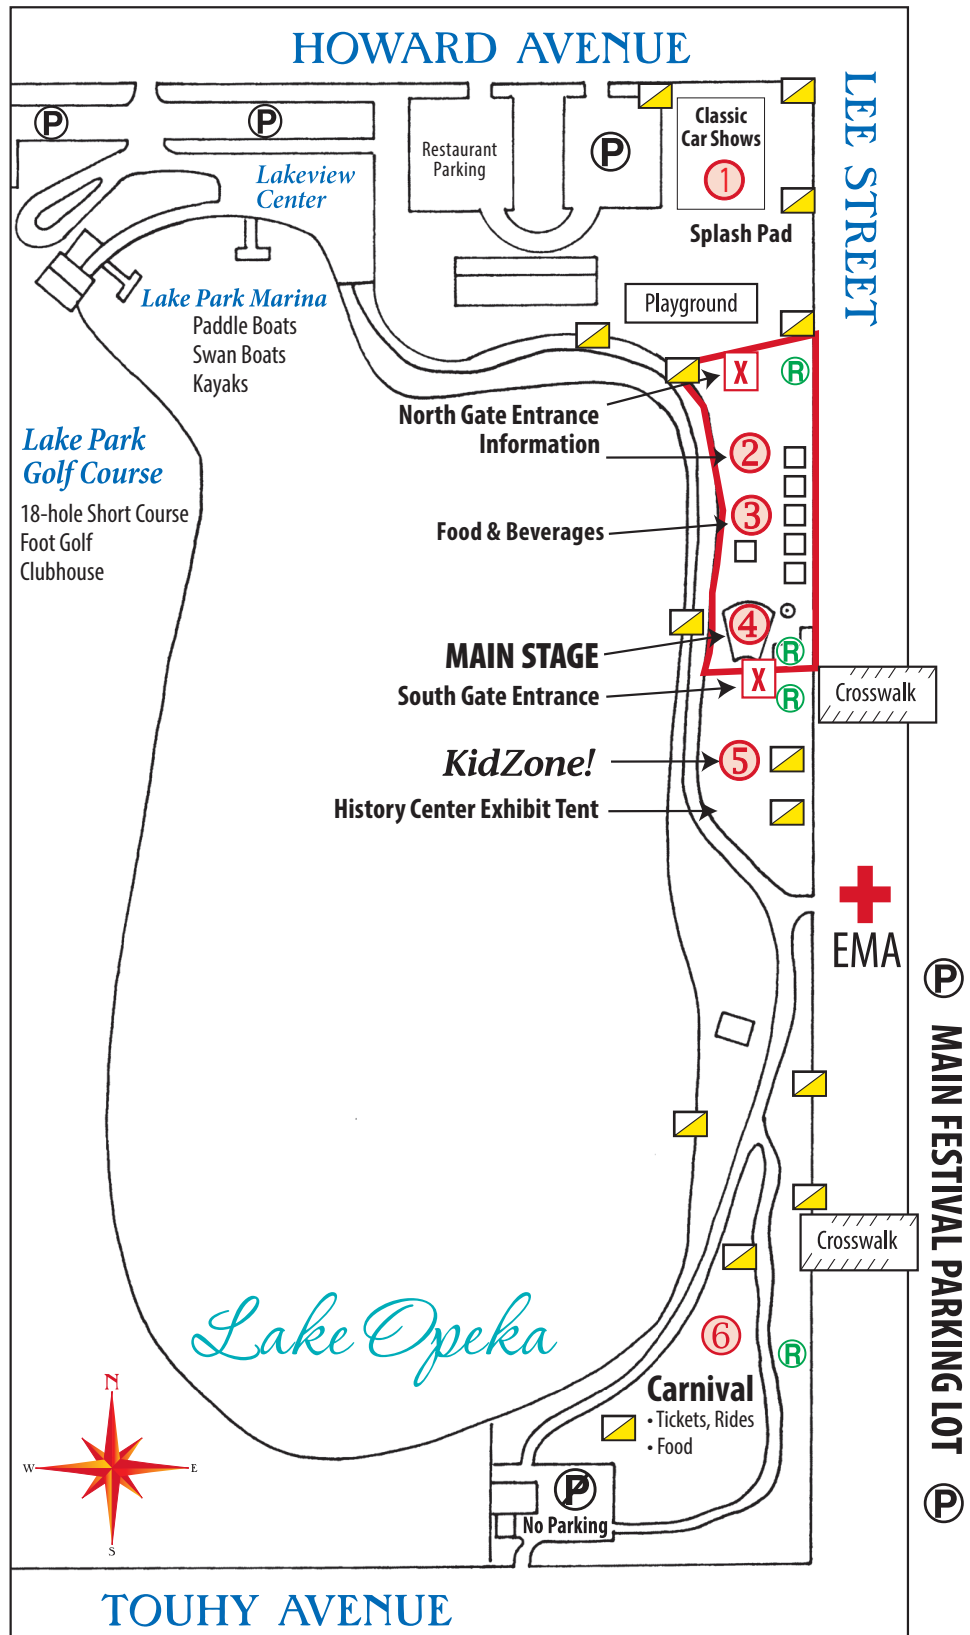 HOWARD AVENUE
LEE STREET
P
P
P
Restaurant
Parking
Classic
Car Shows
1
Splash Pad
Lakeview
Center
Lake Park Marina
Paddle Boats
Swan Boats
Kayaks
Playground
X
R
North Gate Entrance
Information
2
Lake Park
Golf Course
18-hole Short Course
Foot Golf
Clubhouse
Food & Beverages
3
MAIN STAGE
4
R
South Gate Entrance
X
R
Crosswalk
KidZone!
5
History Center Exhibit Tent
EMA
P
MAIN FESTIVAL PARKING LOT
P
Crosswalk
Lake Opeka
6
R
Carnival
• Tickets, Rides
• Food
N
W
E
S
P
No Parking
TOUHY AVENUE